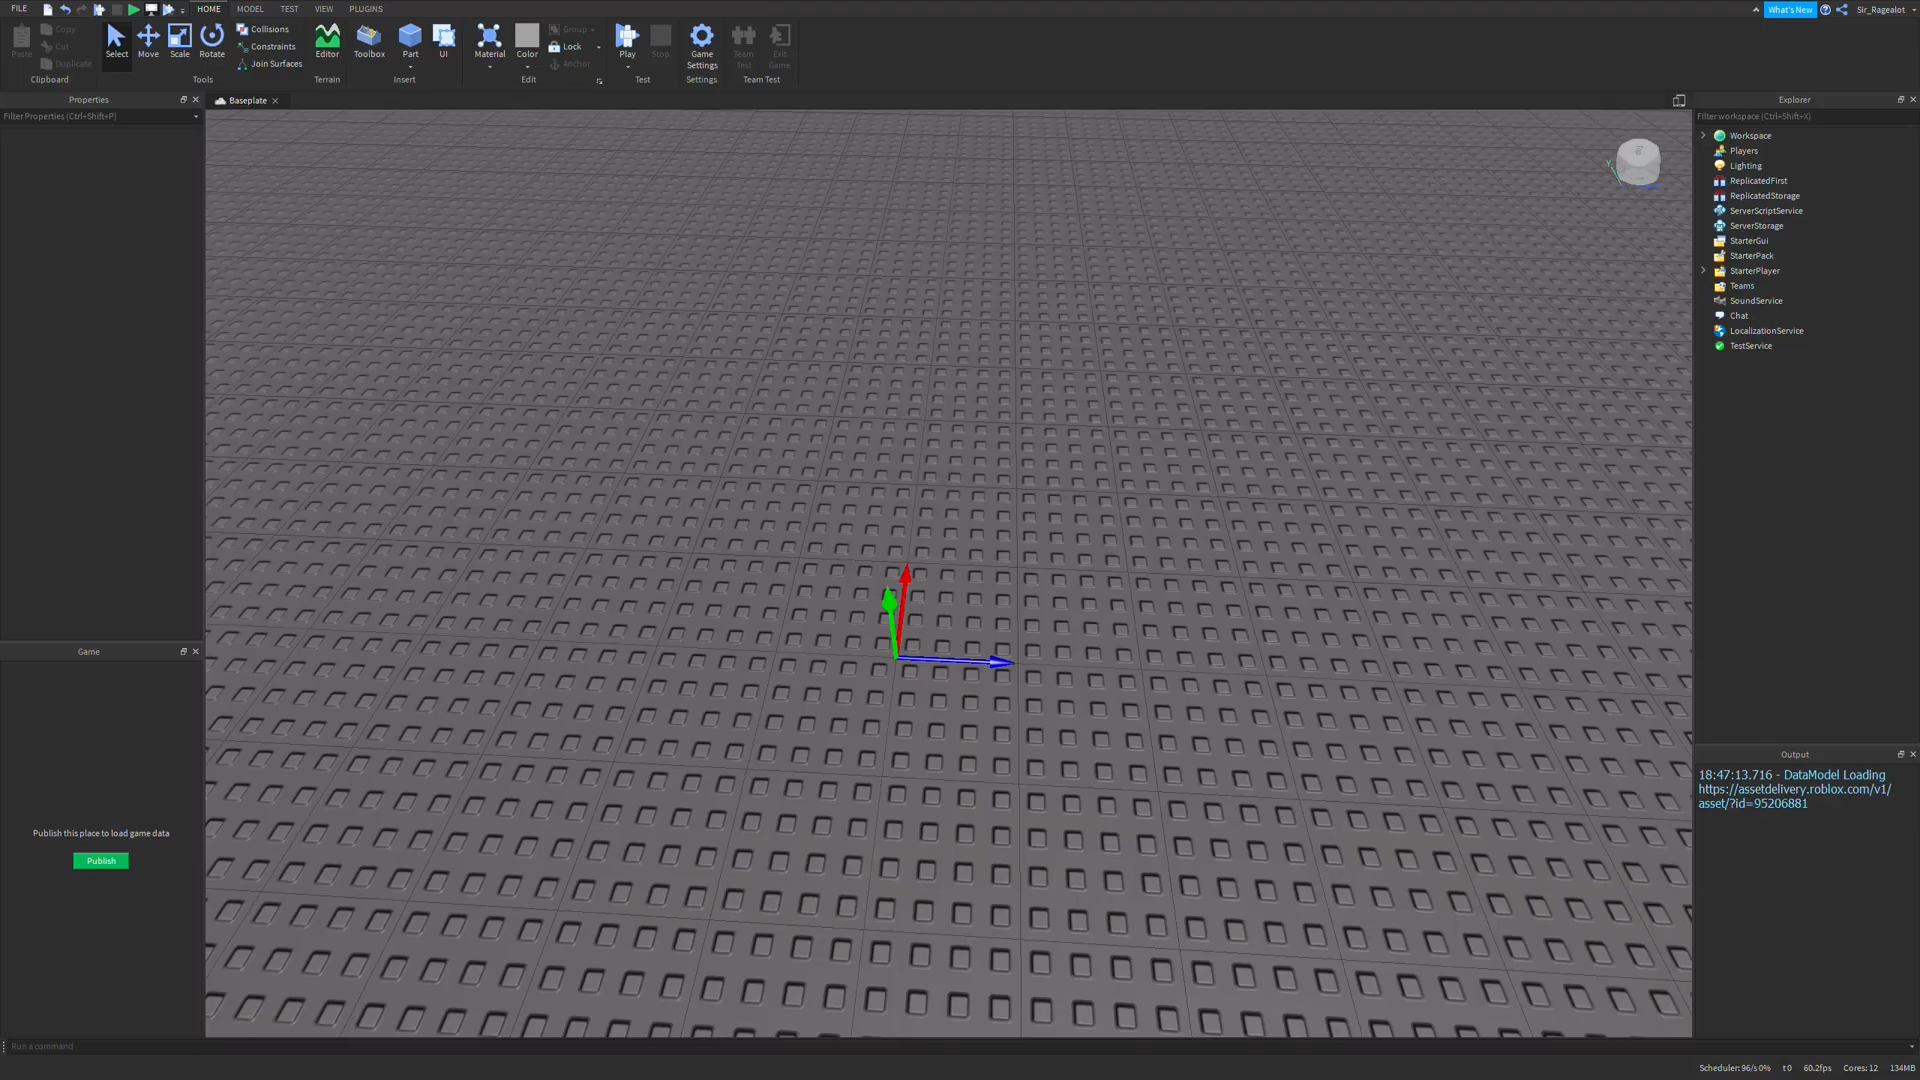 FILE
HOME
MODEL
TEST
VIEW
PLUGINS
What's New
Sir_Ragealot
Paste
Copy
Cut
Duplicate
Clipboard
Select
Move
Scale
Rotate
Collisions
Constraints
Join Surfaces
Tools
Editor
Terrain
Toolbox
Part
UI
Insert
Material
Color
Group
Lock
Anchor
Edit
Play
Stop
Test
Game
Settings
Settings
Team
Test
Exit
Game
Team Test
Properties
Filter Properties (Ctrl+Shift+P)
Baseplate
Y
Explorer
Filter workspace (Ctrl+Shift+X)
Workspace
Players
Lighting
ReplicatedFirst
ReplicatedStorage
ServerScriptService
ServerStorage
StarterGui
StarterPack
StarterPlayer
Teams
SoundService
Chat
LocalizationService
TestService
Game
Publish this place to load game data
Publish
Output
18:47:13.716 - DataModel Loading
https://assetdelivery.roblox.com/v1/
asset/?id=95206881
Run a command
Scheduler: 96/s 0%
t 0
60.2fps
Cores: 12
134MB